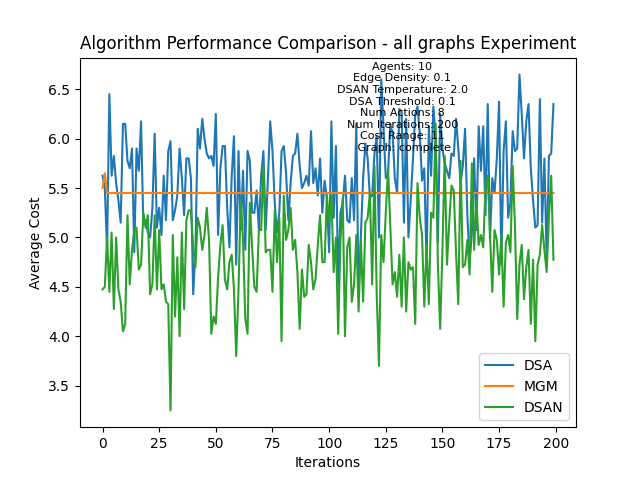 Algorithm Performance Comparison - all graphs Experiment
Agents: 10
Edge Density: 0.1
DSAN Temperature: 2.0
DSA Threshold: 0.1
Num Actions: 8
Num Iterations: 200
Cost Range: 11
Graph: complete
Average Cost
6.5
6.0
5.5
5.0
4.5
4.0
3.5
0 25 50 75 100 125 150 175 200
Iterations
DSA
MGM
DSAN